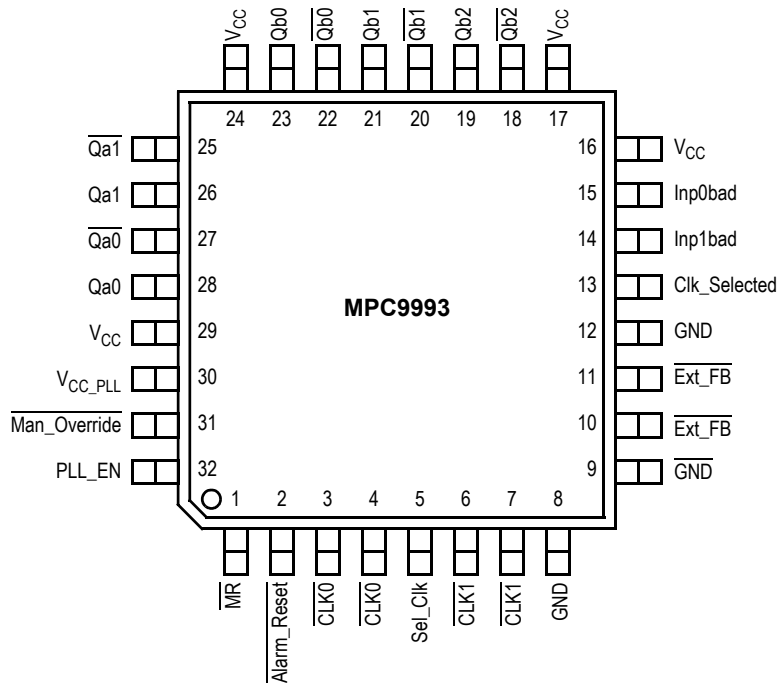 VCC Qb0 Qb0 Qb1 Qb1 Qb2 Qb2 VCC
24 23 22 21 20 19 18 17
Qa1 25 16 VCC
Qa1 26 15 Inp0bad
Qa0 27 14 Inp1bad
Qa0 28 13 Clk_Selected
MPC9993
VCC 29 12 GND
VCC_PLL 30 11 Ext_FB
Man_Override 31 10 Ext_FB
PLL_EN 32 9 GND
1 2 3 4 5 6 7 8
MR Alarm_Reset CLK0 CLK0 Sel_Clk CLK1 CLK1 GND